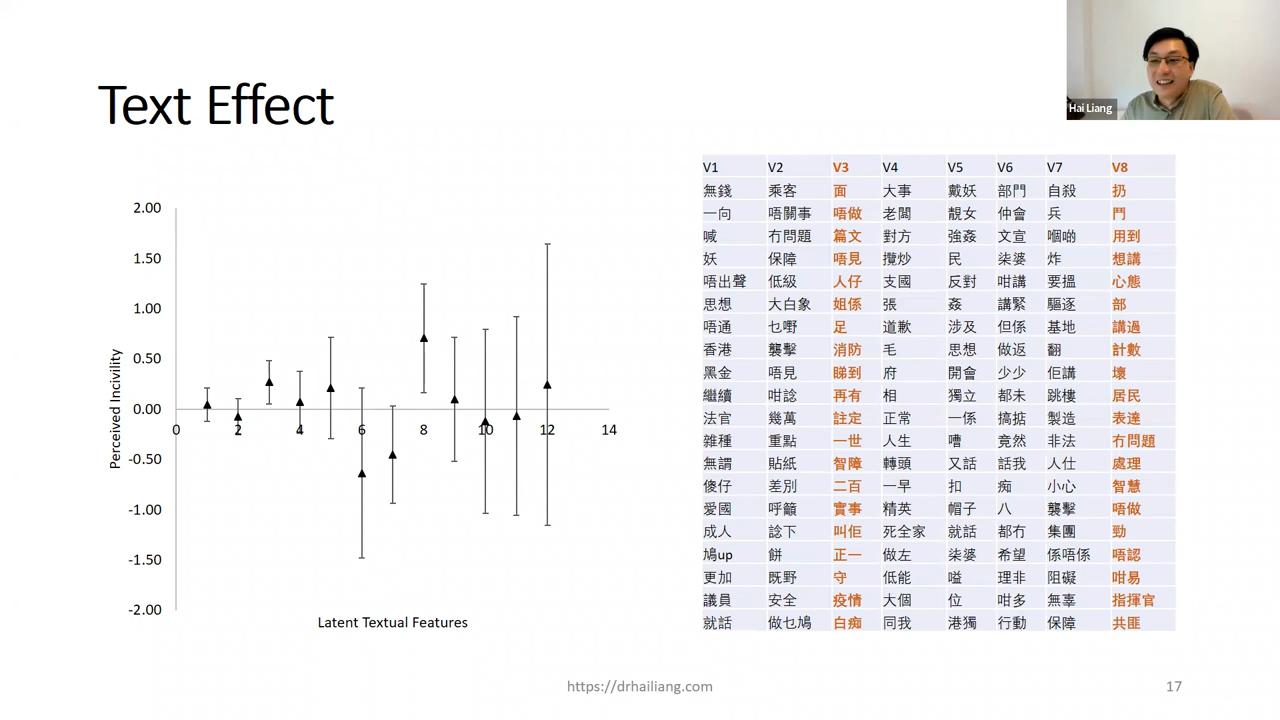 Hai Liang
Text Effect
2.00
1.50
1.00
0.50
0.00
-0.50
-1.00
-1.50
-2.00
0 2 4 6 8 10 12 14
Perceived Incivility
Latent Textual Features
V1 V2 V3 V4 V5 V6 V7 V8
無錢 乘客 面 大事 戴妖 部門 自殺 扔
一向 唔關事 唔做 老闆 靚女 仲會 兵 鬥
喊 冇問題 篇文 對方 強姦 文宣 嗰啲 用到
妖 保障 唔見 攬炒 民 柒婆 炸 想講
唔出聲 低級 人仔 支國 反對 咁講 要搵 心態
思想 大白象 姐係 張 姦 講緊 驅逐 部
唔通 乜嘢 足 道歉 涉及 但係 基地 講過
香港 襲擊 消防 毛 思想 做返 翻 計數
黑金 唔見 睇到 府 開會 少少 佢講 壞
繼續 咁諗 再有 相 獨立 都未 跳樓 居民
法官 幾萬 註定 正常 一係 搞掂 製造 表達
雜種 重點 一世 人生 嘈 竟然 非法 冇問題
無謂 貼紙 智障 轉頭 又話 話我 人仕 處理
傻仔 差別 二百 一早 扣 痴 小心 智慧
愛國 呼籲 實事 精英 帽子 八 襲擊 唔做
成人 諗下 叫佢 死全家 就話 都冇 集團 勁
鳩up 餅 正一 做左 柒婆 希望 係唔係 唔認
更加 既野 守 低能 嗌 理非 阻礙 咁易
議員 安全 疫情 大個 位 咁多 無辜 指揮官
就話 做乜鳩 白痴 同我 港獨 行動 保障 共匪
https://drhailiang.com
17